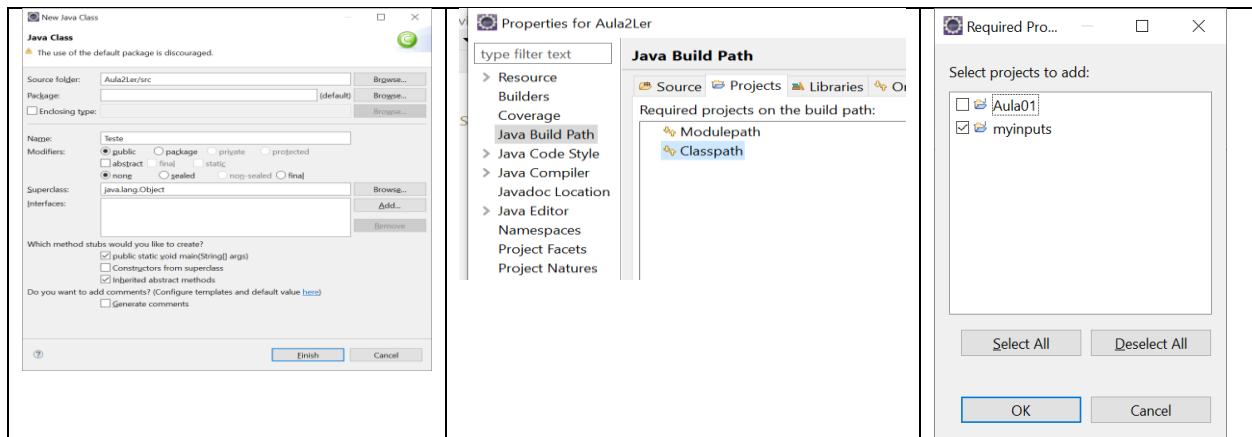 New Java Class
Java Class
The use of the default package is discouraged.
Source folder: Aula2Ler/src Browse...
Package: (default) Browse...
Enclosing type: Browse...
Name: Teste
Modifiers: public package private protected
abstract final static
none sealed non-sealed final
Superclass: java.lang.Object Browse...
Interfaces: Add...
Remove
Which method stubs would you like to create?
public static void main(String[] args)
Constructors from superclass
Inherited abstract methods
Do you want to add comments? (Configure templates and default value here)
Generate comments
Finish Cancel
Properties for Aula2Ler
type filter text
Resource
Builders
Coverage
Java Build Path
Java Code Style
Java Compiler
Javadoc Location
Java Editor
Namespaces
Project Facets
Project Natures
Java Build Path
Source Projects Libraries
Required projects on the build path:
Modulepath
Classpath
Required Pro...
Select projects to add:
Aula01
myinputs
Select All Deselect All
OK Cancel